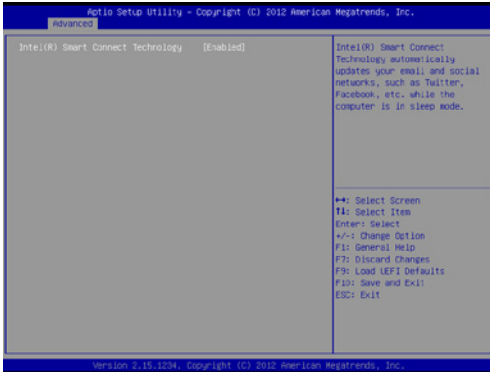 Aptio Setup Utility – Copyright (C) 2012 American Megatrends, Inc.
Advanced
Intel(R) Smart Connect Technology [Enabled]
Intel(R) Smart Connect
Technology automatically
updates your email and social
networks, such as Twitter,
Facebook, etc. while the
computer is in sleep mode.
↔: Select Screen
↑↓: Select Item
Enter: Select
+/-: Change Option
F1: General Help
F7: Discard Changes
F9: Load UEFI Defaults
F10: Save and Exit
ESC: Exit
Version 2.15.1234. Copyright (C) 2012 American Megatrends, Inc.